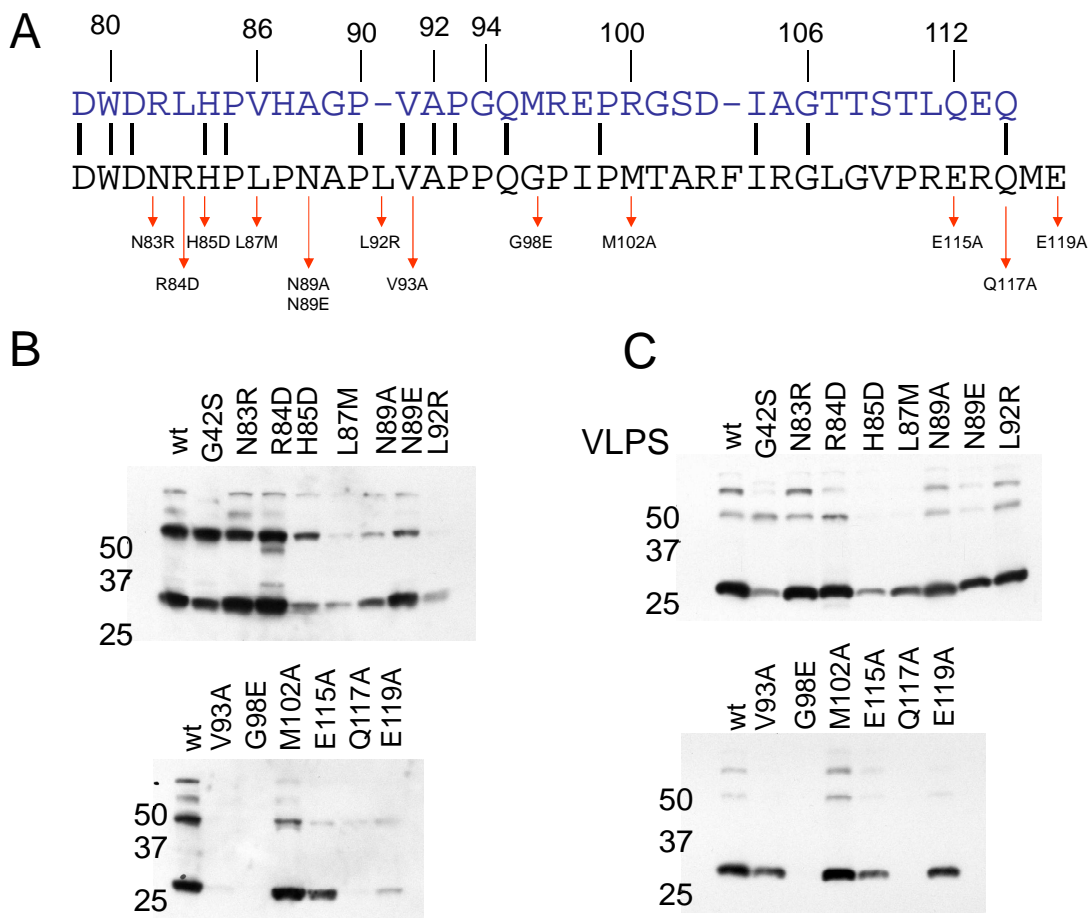 A
80 86 90 92 94 100 106 112
DWDRLHPVHAGP-VAPGQMREPRGSD-IAGTTSTLQEQ
DWDNRHPLPNAPLVAPPQGPIPMTARFIRGLGVPRERQME
N83R H85D L87M L92R G98E M102A E115A E119A
R84D N89A V93A Q117A
N89E
B
wt G42S N83R R84D H85D L87M N89A N89E L92R
50
37
25
wt V93A G98E M102A E115A Q117A E119A
50
37
25
C
VLPS
wt G42S N83R R84D H85D L87M N89A N89E L92R
50
37
25
wt V93A G98E M102A E115A Q117A E119A
50
37
25